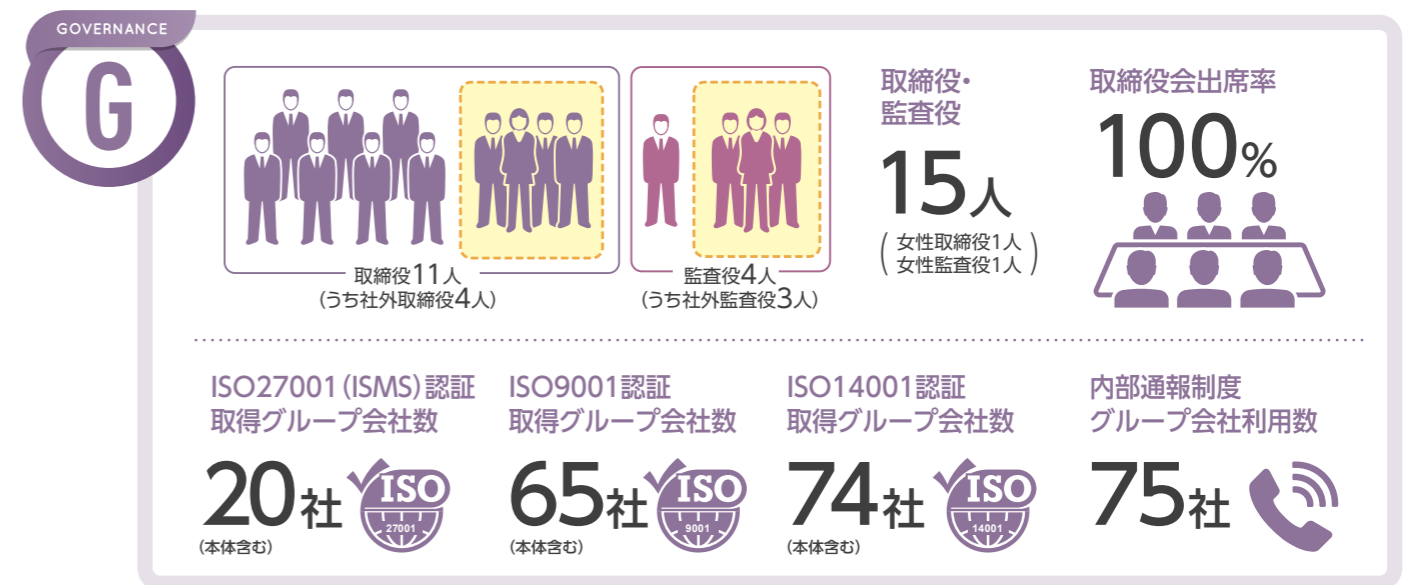 GOVERNANCE
G
取締役11人
(うち社外取締役4人)
監査役4人
(うち社外監査役3人)
取締役・
監査役
15人
(女性取締役1人
女性監査役1人)
取締役会出席率
100%
ISO27001(ISMS)認証
取得グループ会社数
20社
(本体含む)
ISO
27001
ISO9001認証
取得グループ会社数
65社
(本体含む)
ISO
9001
ISO14001認証
取得グループ会社数
74社
(本体含む)
ISO
14001
内部通報制度
グループ会社利用数
75社